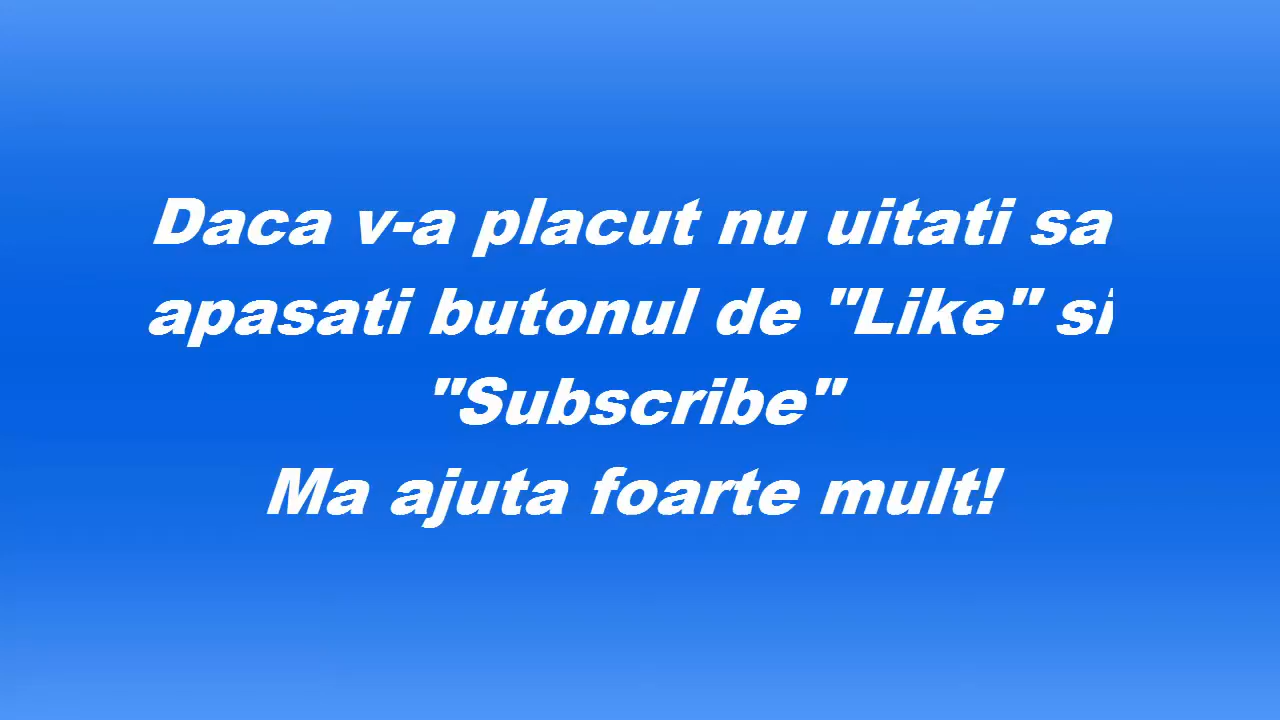 Daca v-a placut nu uitati sa
apasati butonul de "Like" si
"Subscribe"
Ma ajuta foarte mult!